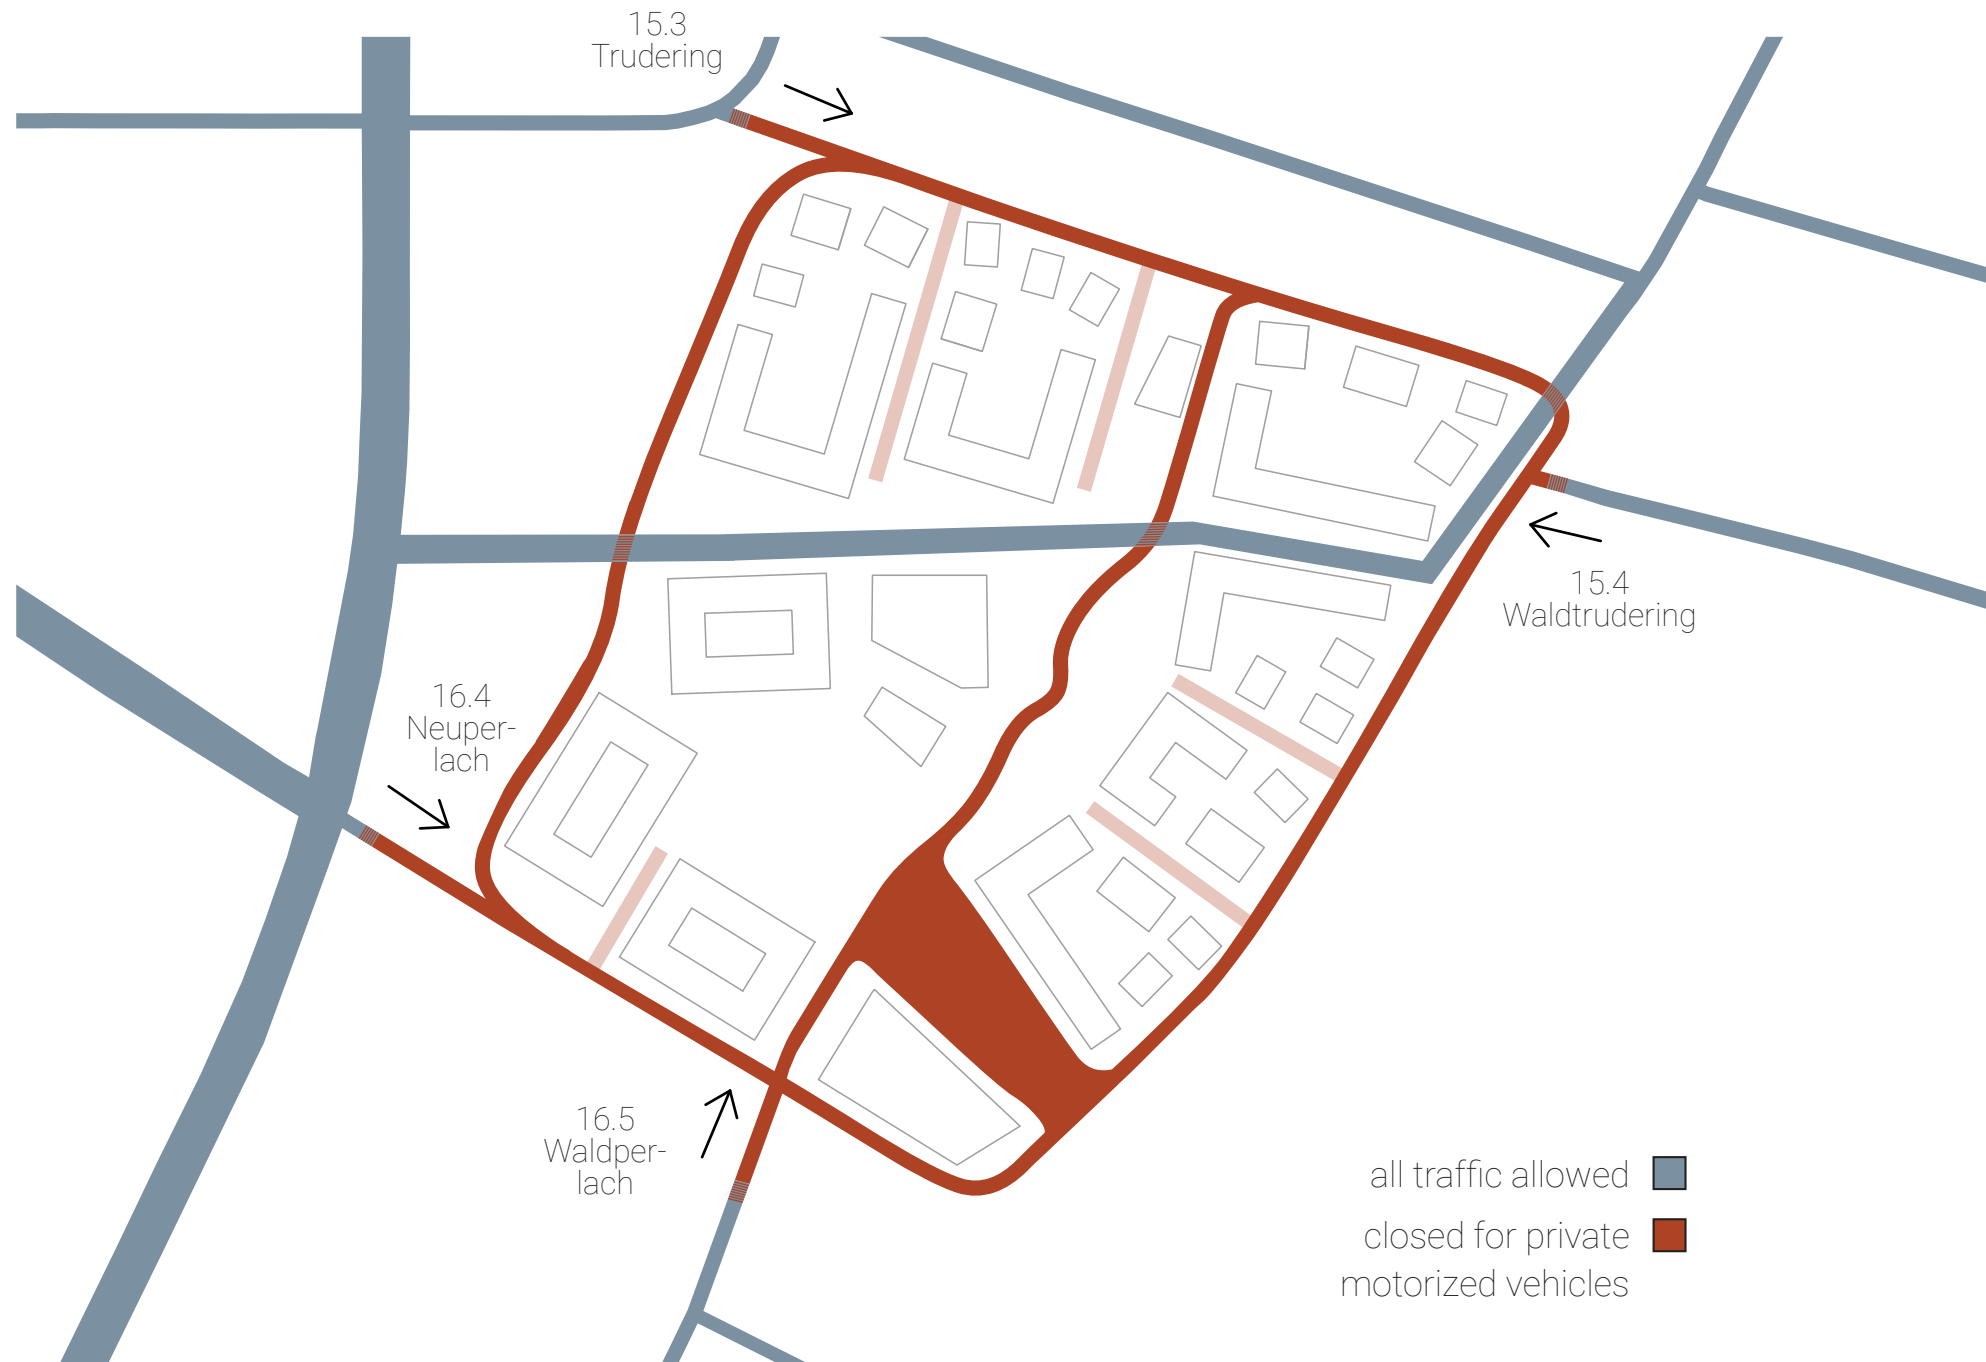 15.3
Trudering
15.4
Waldtrudering
16.4
Neuper-
lach
16.5
Waldper-
lach
all traffic allowed
closed for private
motorized vehicles